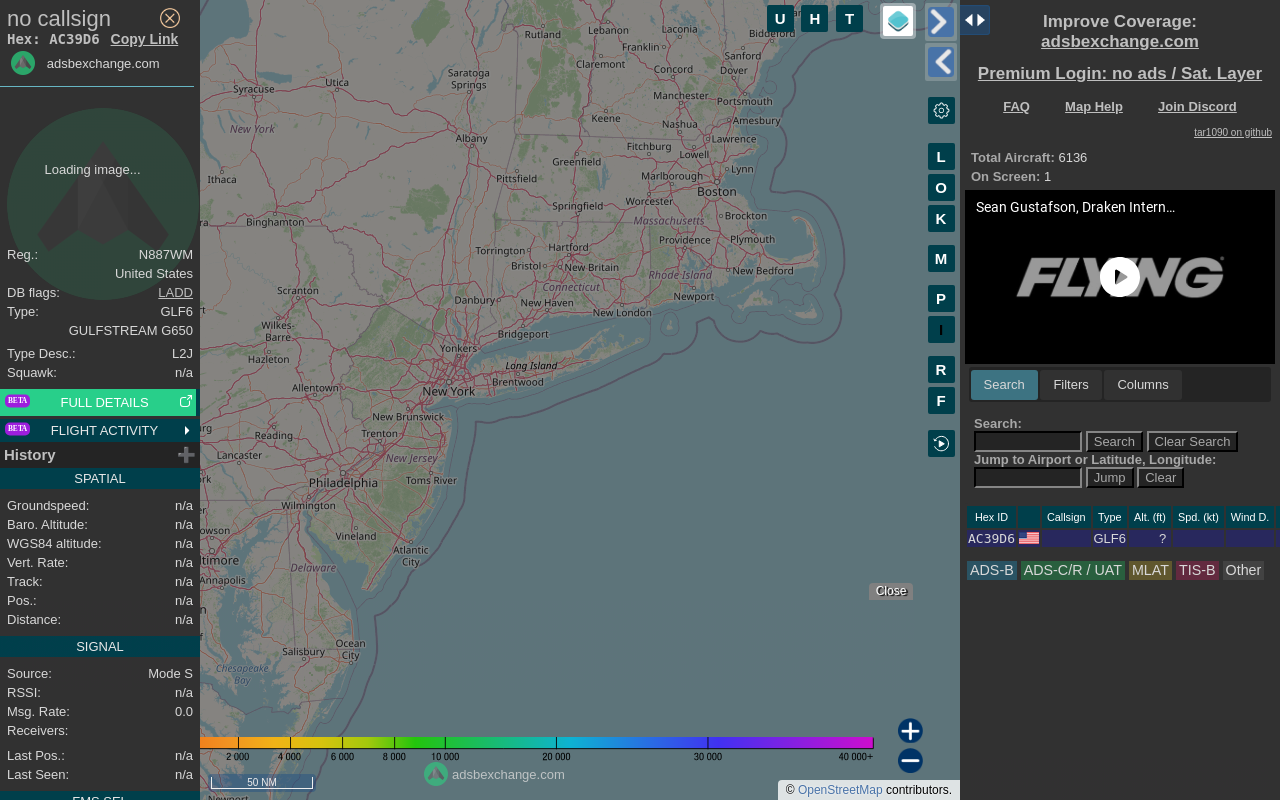 no callsign
Hex: AC39D6 Copy Link
adsbexchange.com
Loading image...
Reg.: N887WM
United States
DB flags: LADD
Type: GLF6
GULFSTREAM G650
Type Desc.: L2J
Squawk: n/a
BETA FULL DETAILS
BETA FLIGHT ACTIVITY
History
SPATIAL
Groundspeed: n/a
Baro. Altitude: n/a
WGS84 altitude: n/a
Vert. Rate: n/a
Track: n/a
Pos.: n/a
Distance: n/a
SIGNAL
Source: Mode S
RSSI: n/a
Msg. Rate: 0.0
Receivers:
Last Pos.: n/a
Last Seen: n/a
FMS SEL
U H T
L
O
K
M
P
I
R
F
Rutland
Lebanon
Laconia
Biddeford
Franklin
Sanford
Claremont
Concord
Dover
Utica
Saratoga
Springs
Syracuse
Manchester
Portsmouth
Keene
Nashua
Amesbury
New York
Albany
Lawrence
Fitchburg
Lowell
Greenfield
Lynn
Ithaca
Pittsfield
Marlborough
Boston
Worcester
Springfield
Binghamton
Massachusetts
Brockton
Torrington
Hartford
Providence
Plymouth
Bristol
New Britain
Rhode Island
New Bedford
Connecticut
Scranton
Danbury
New Haven
Newport
New London
Wilkes-
Barre
Bridgeport
Hazleton
Yonkers
Long Island
Allentown
Brentwood
New York
New Brunswick
Reading
Trenton
Lancaster
New Jersey
Toms River
Philadelphia
Wilmington
Vineland
Atlantic
City
Delaware
Annapolis
Ocean
City
Salisbury
Chesapeake
Bay
Newport
Close
2 000 4 000 6 000 8 000 10 000 20 000 30 000 40 000+
adsbexchange.com
50 NM
© OpenStreetMap contributors.
Improve Coverage:
adsbexchange.com
Premium Login: no ads / Sat. Layer
FAQ Map Help Join Discord
tar1090 on github
Total Aircraft: 6136
On Screen: 1
Sean Gustafson, Draken Intern...
FLYING
Search Filters Columns
Search:
Search Clear Search
Jump to Airport or Latitude, Longitude:
Jump Clear
Hex ID Callsign Type Alt. (ft) Spd. (kt) Wind D.
AC39D6 GLF6 ?
ADS-B ADS-C/R / UAT MLAT TIS-B Other